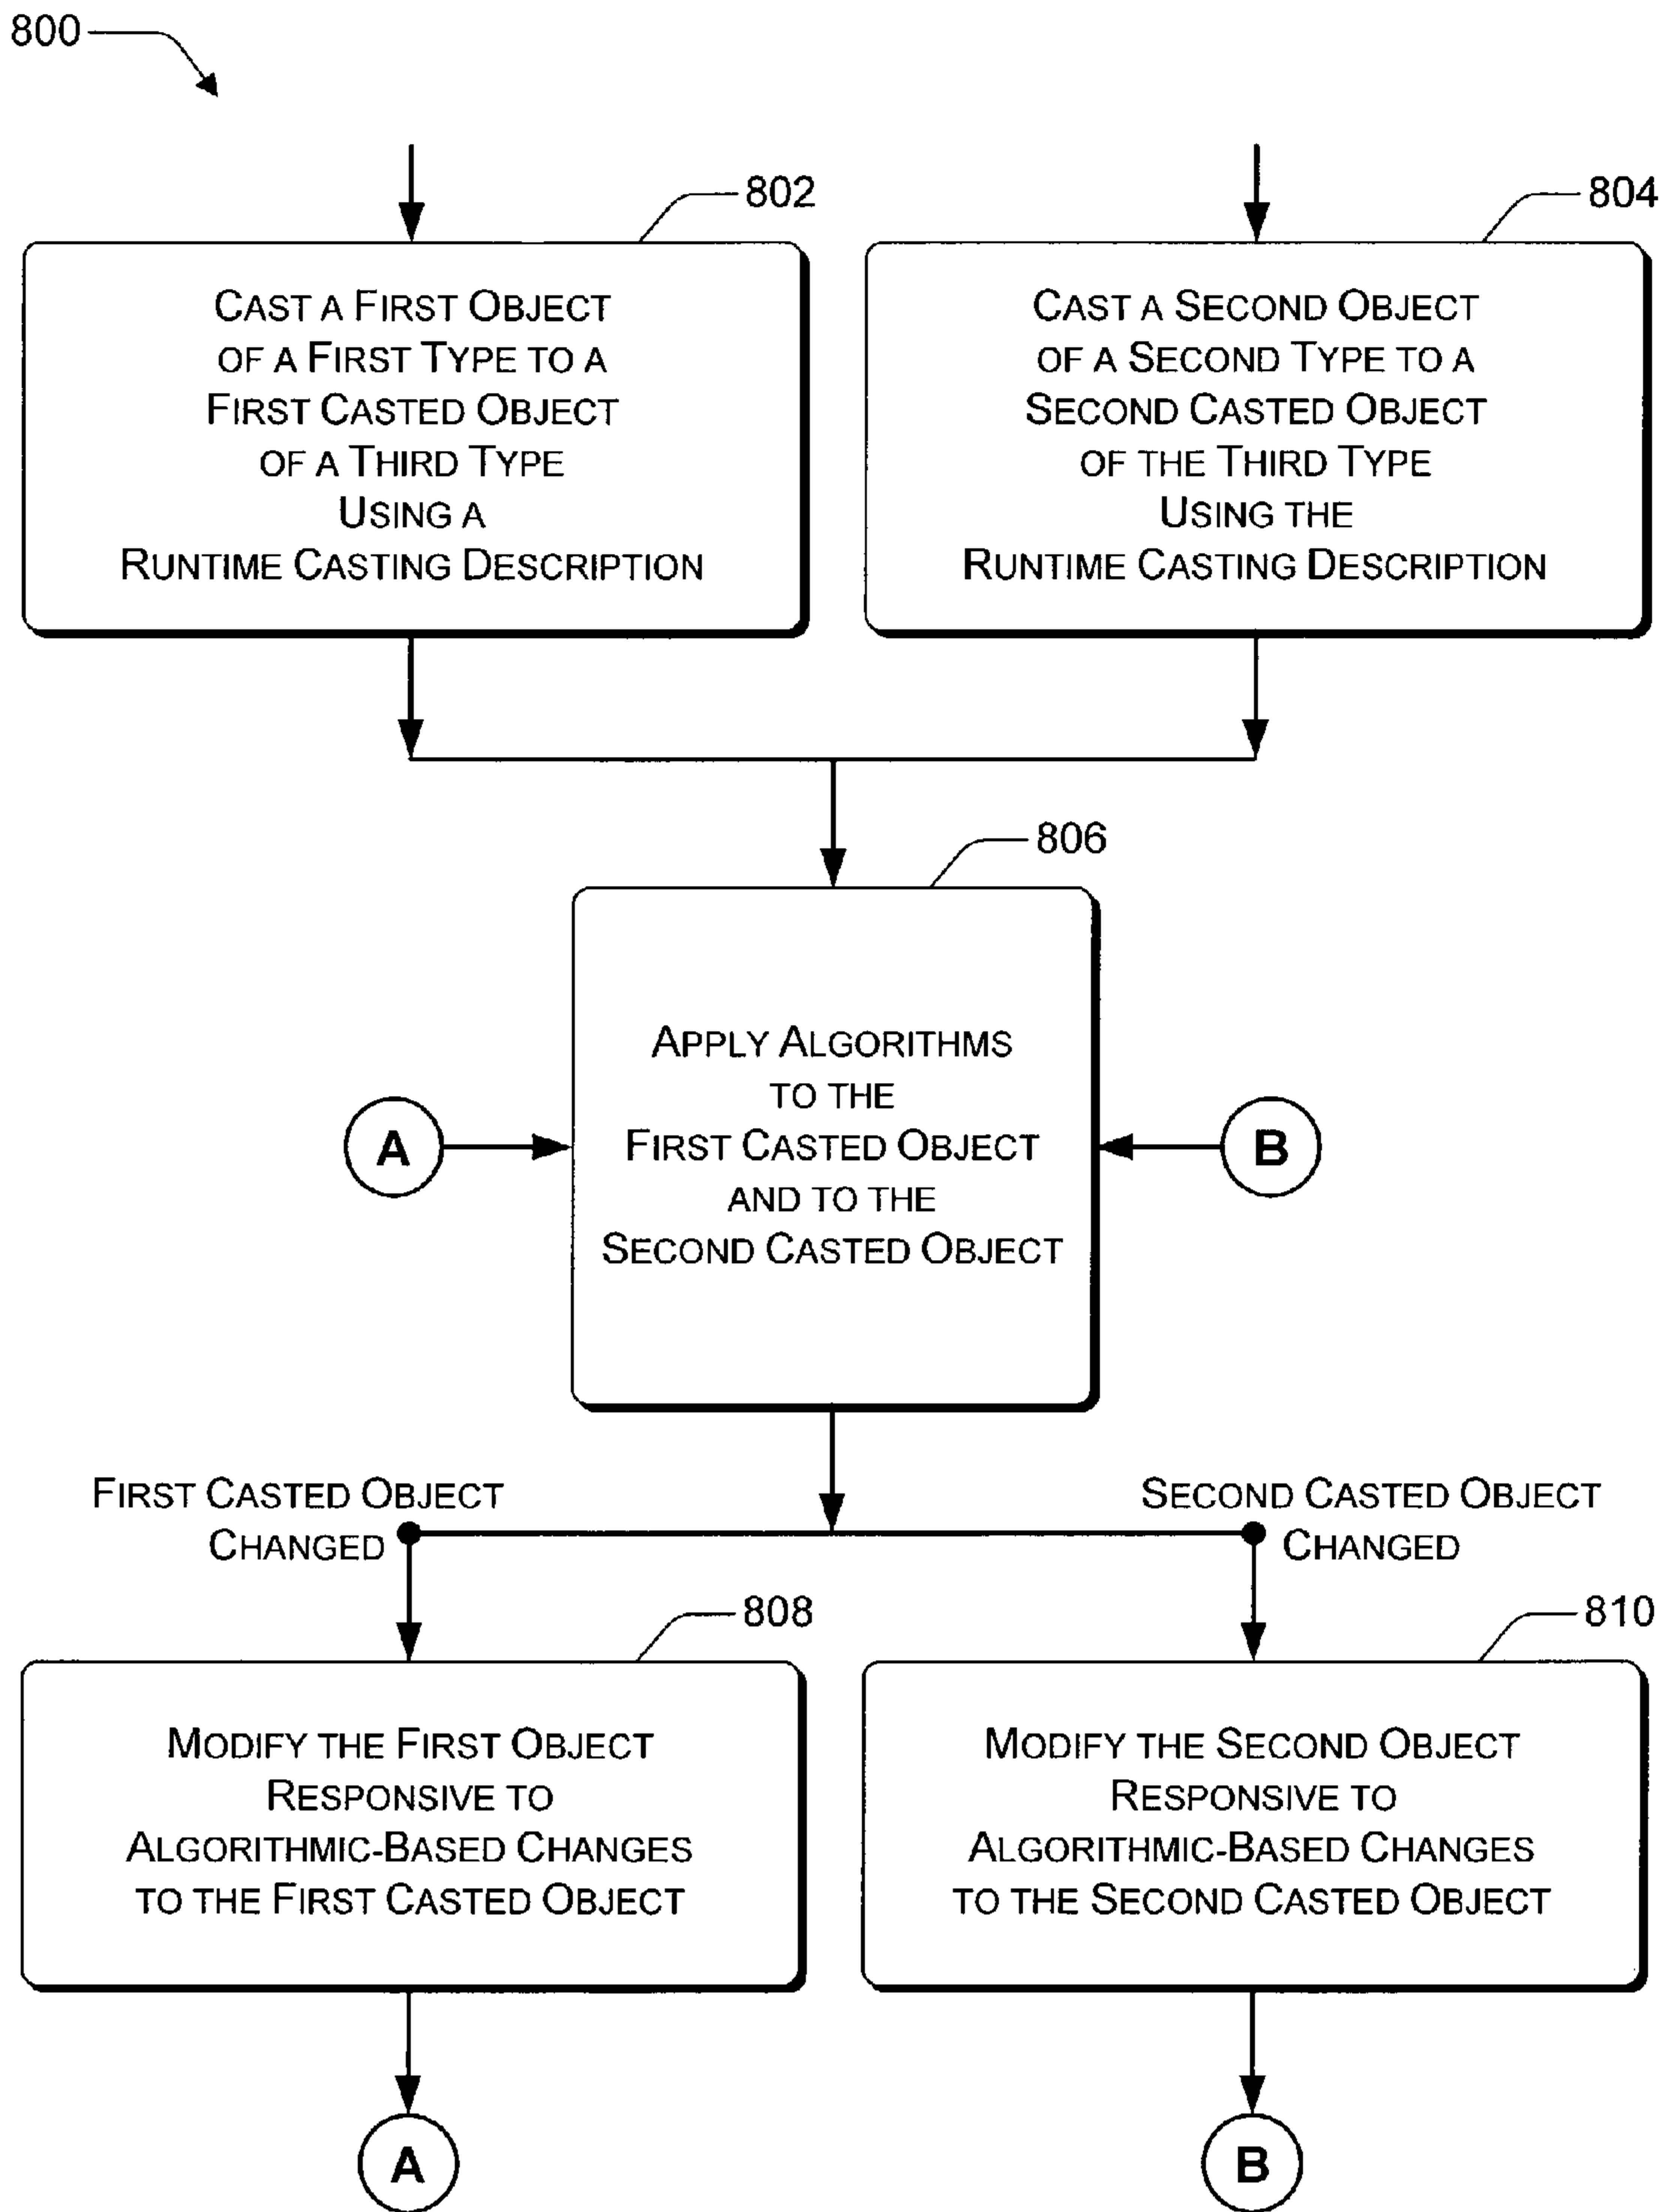 800
802
CAST A FIRST OBJECT
OF A FIRST TYPE TO A
FIRST CASTED OBJECT
OF A THIRD TYPE
USING A
RUNTIME CASTING DESCRIPTION
804
CAST A SECOND OBJECT
OF A SECOND TYPE TO A
SECOND CASTED OBJECT
OF THE THIRD TYPE
USING THE
RUNTIME CASTING DESCRIPTION
806
APPLY ALGORITHMS
TO THE
FIRST CASTED OBJECT
AND TO THE
SECOND CASTED OBJECT
A
B
FIRST CASTED OBJECT
CHANGED
SECOND CASTED OBJECT
CHANGED
808
MODIFY THE FIRST OBJECT
RESPONSIVE TO
ALGORITHMIC-BASED CHANGES
TO THE FIRST CASTED OBJECT
810
MODIFY THE SECOND OBJECT
RESPONSIVE TO
ALGORITHMIC-BASED CHANGES
TO THE SECOND CASTED OBJECT
A
B